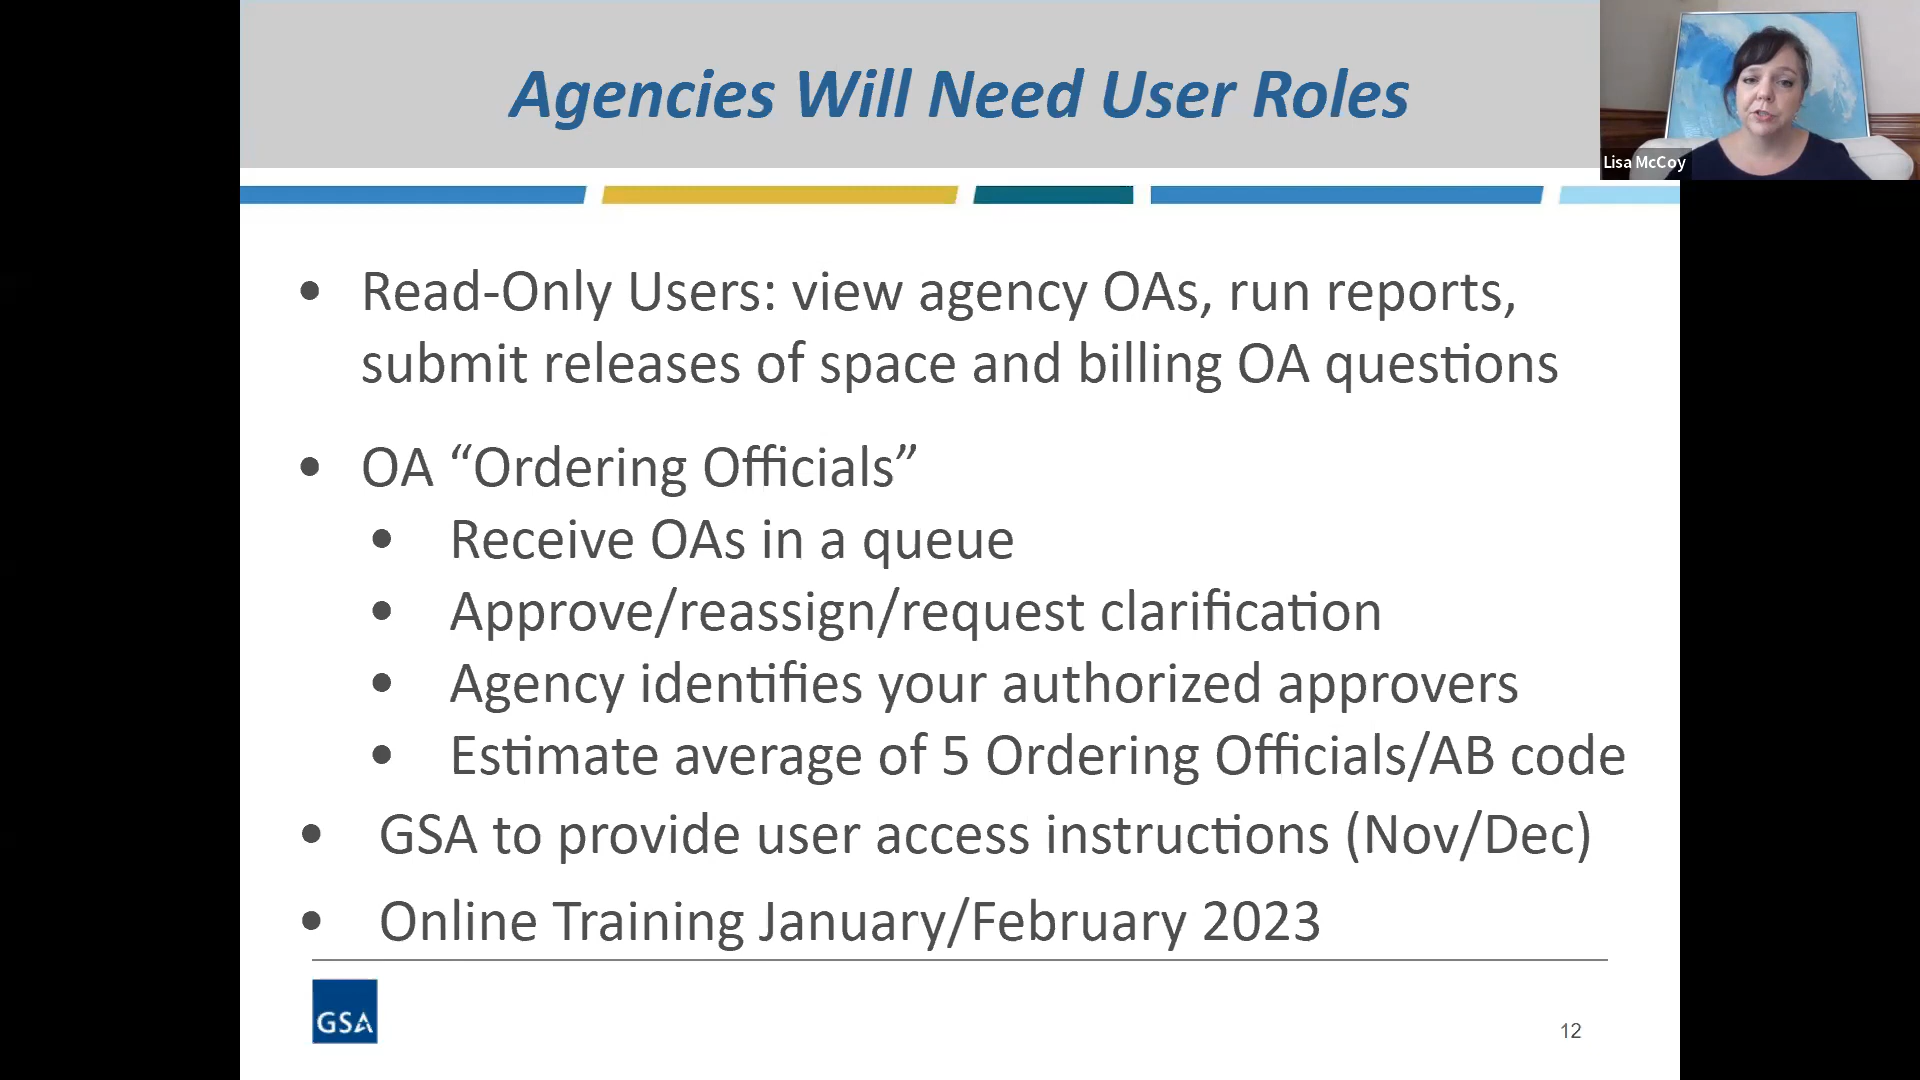 Agencies Will Need User Roles
Lisa McCoy
• Read-Only Users: view agency OAs, run reports,
submit releases of space and billing OA questions
• OA “Ordering Officials”
• Receive OAs in a queue
• Approve/reassign/request clarification
• Agency identifies your authorized approvers
• Estimate average of 5 Ordering Officials/AB code
• GSA to provide user access instructions (Nov/Dec)
• Online Training January/February 2023
GSA
12